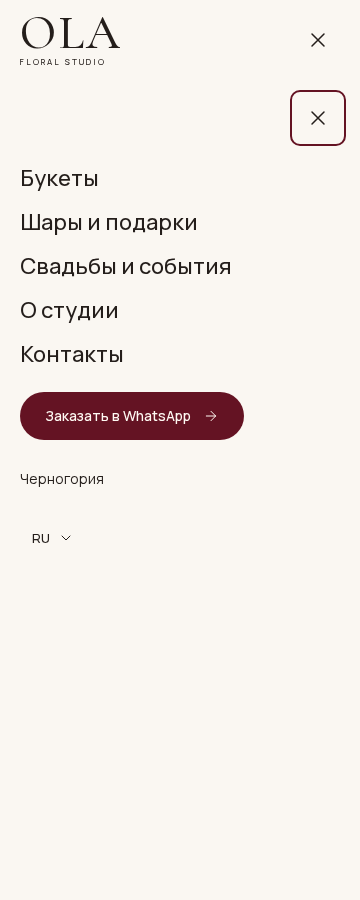 OLA
FLORAL STUDIO
Букеты
Шары и подарки
Свадьбы и события
О студии
Контакты
Заказать в WhatsApp
Черногория
RU